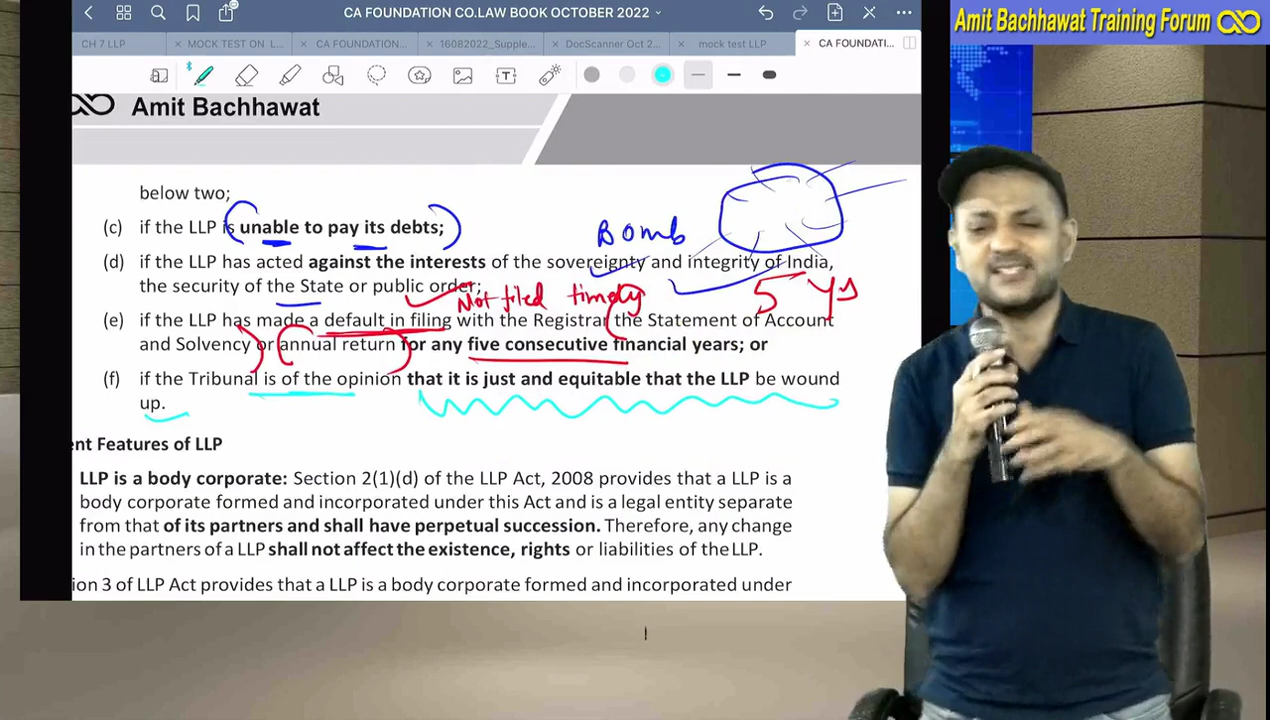 CA FOUNDATION CO.LAW BOOK OCTOBER 2022
Amit Bachhawat Training Forum
CH 7 LLP
MOCK TEST ON L...
CA FOUNDATION...
16082022_Supple...
DocScanner Oct 2...
mock test LLP
CA FOUNDATI...
Amit Bachhawat
below two;
(c) if the LLP is unable to pay its debts;
Bomb
(d) if the LLP has acted against the interests of the sovereignty and integrity of India,
the security of the State or public order;
Not filed timely
5 Ys
(e) if the LLP has made a default in filing with the Registrar the Statement of Account
and Solvency or annual return for any five consecutive financial years; or
(f) if the Tribunal is of the opinion that it is just and equitable that the LLP be wound
up.
nt Features of LLP
LLP is a body corporate: Section 2(1)(d) of the LLP Act, 2008 provides that a LLP is a
body corporate formed and incorporated under this Act and is a legal entity separate
from that of its partners and shall have perpetual succession. Therefore, any change
in the partners of a LLP shall not affect the existence, rights or liabilities of the LLP.
ion 3 of LLP Act provides that a LLP is a body corporate formed and incorporated under